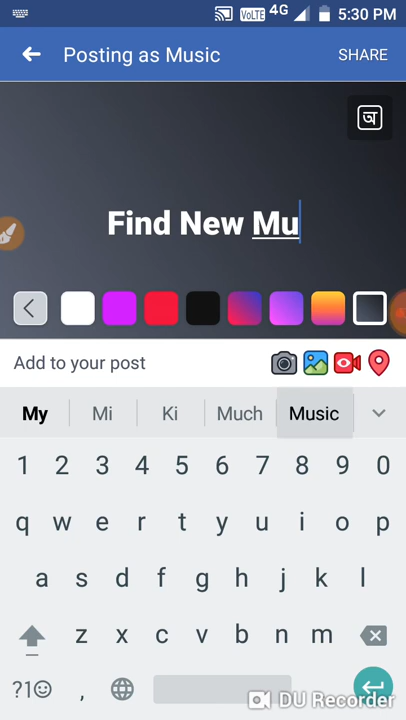 VoLTE 4G 5:30 PM
Posting as Music SHARE
अ
Find New Mu
Add to your post
My Mi Ki Much Music
1 2 3 4 5 6 7 8 9 0
q w e r t y u i o p
a s d f g h j k l
z x c v b n m
?1☺ ,
DU Recorder